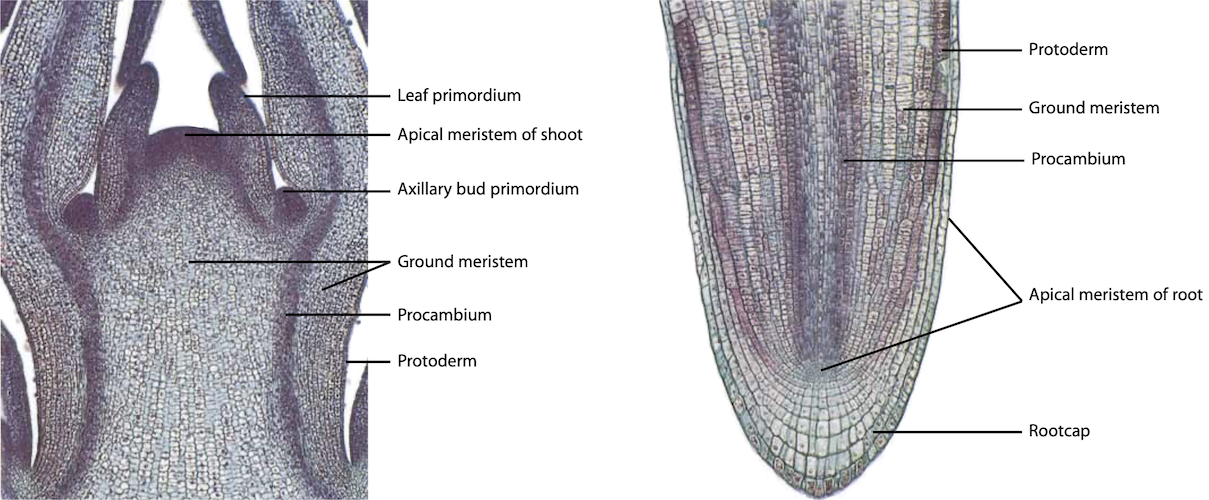 Leaf primordium
Apical meristem of shoot
Axillary bud primordium
Ground meristem
Procambium
Protoderm
Protoderm
Ground meristem
Procambium
Apical meristem of root
Rootcap